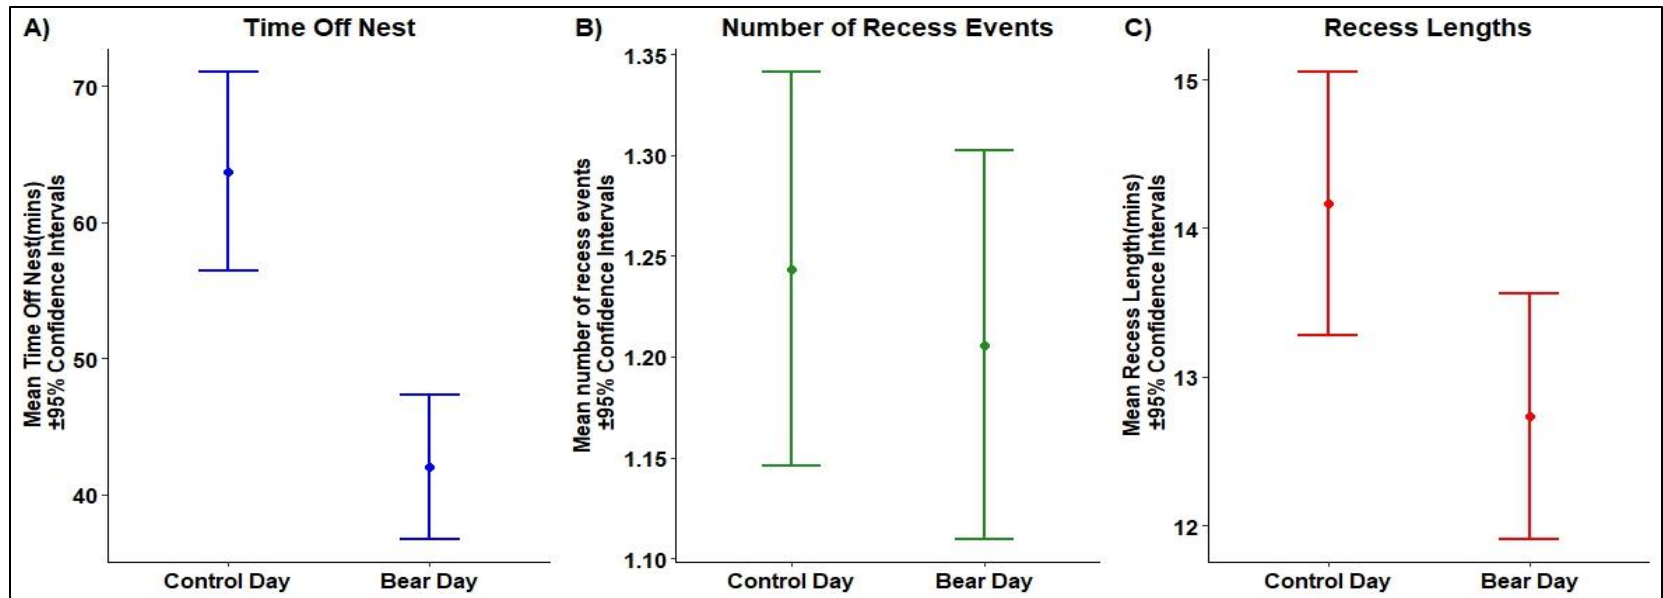 A) Time Off Nest
Mean Time Off Nest(mins)
±95% Confidence Intervals
70
60
50
40
Control Day Bear Day
B) Number of Recess Events
Mean number of recess events
±95% Confidence Intervals
1.35
1.30
1.25
1.20
1.15
1.10
Control Day Bear Day
C) Recess Lengths
Mean Recess Length(mins)
±95% Confidence Intervals
15
14
13
12
Control Day Bear Day